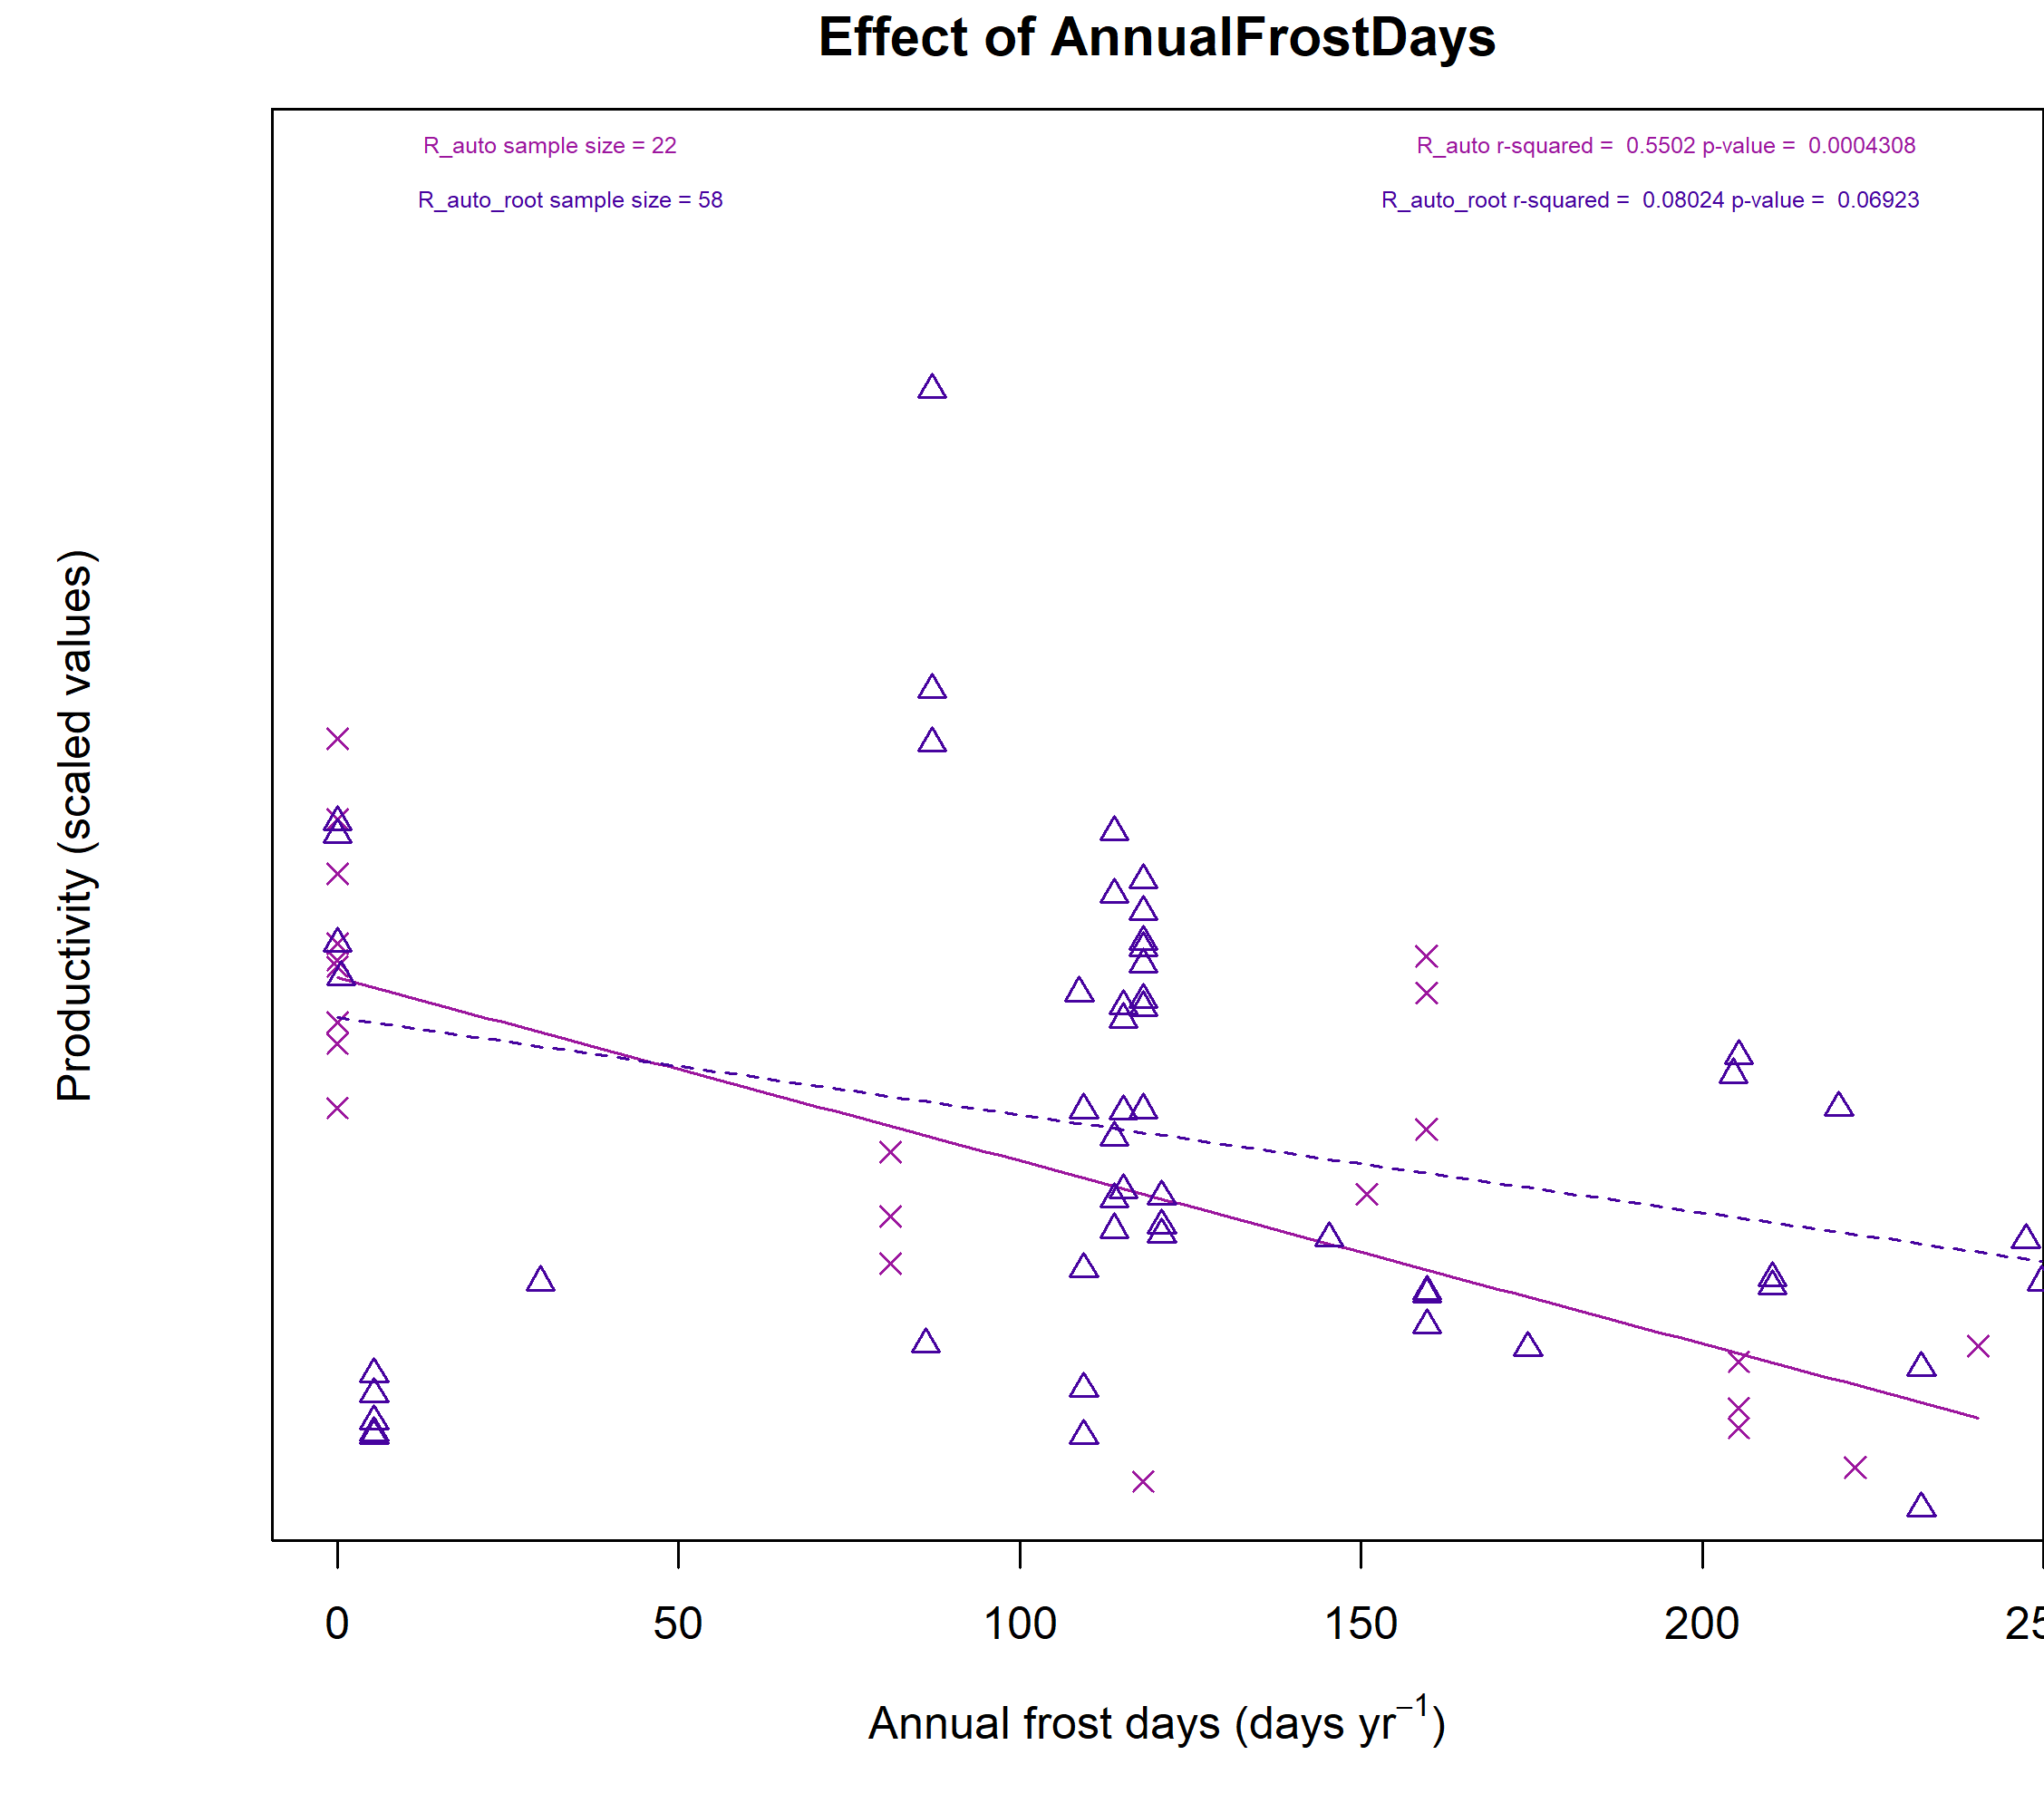 Effect of AnnualFrostDays
R_auto sample size = 22
R_auto r-squared = 0.5502 p-value = 0.0004308
R_auto_root sample size = 58
R_auto_root r-squared = 0.08024 p-value = 0.06923
Productivity (scaled values)
0 50 100 150 200 25
Annual frost days (days yr⁻¹)